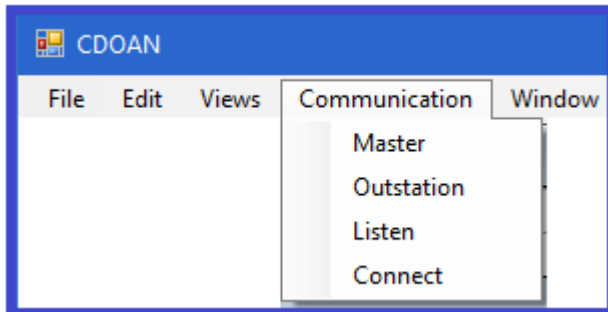 CDOAN
File Edit Views Communication Window
Master
Outstation
Listen
Connect